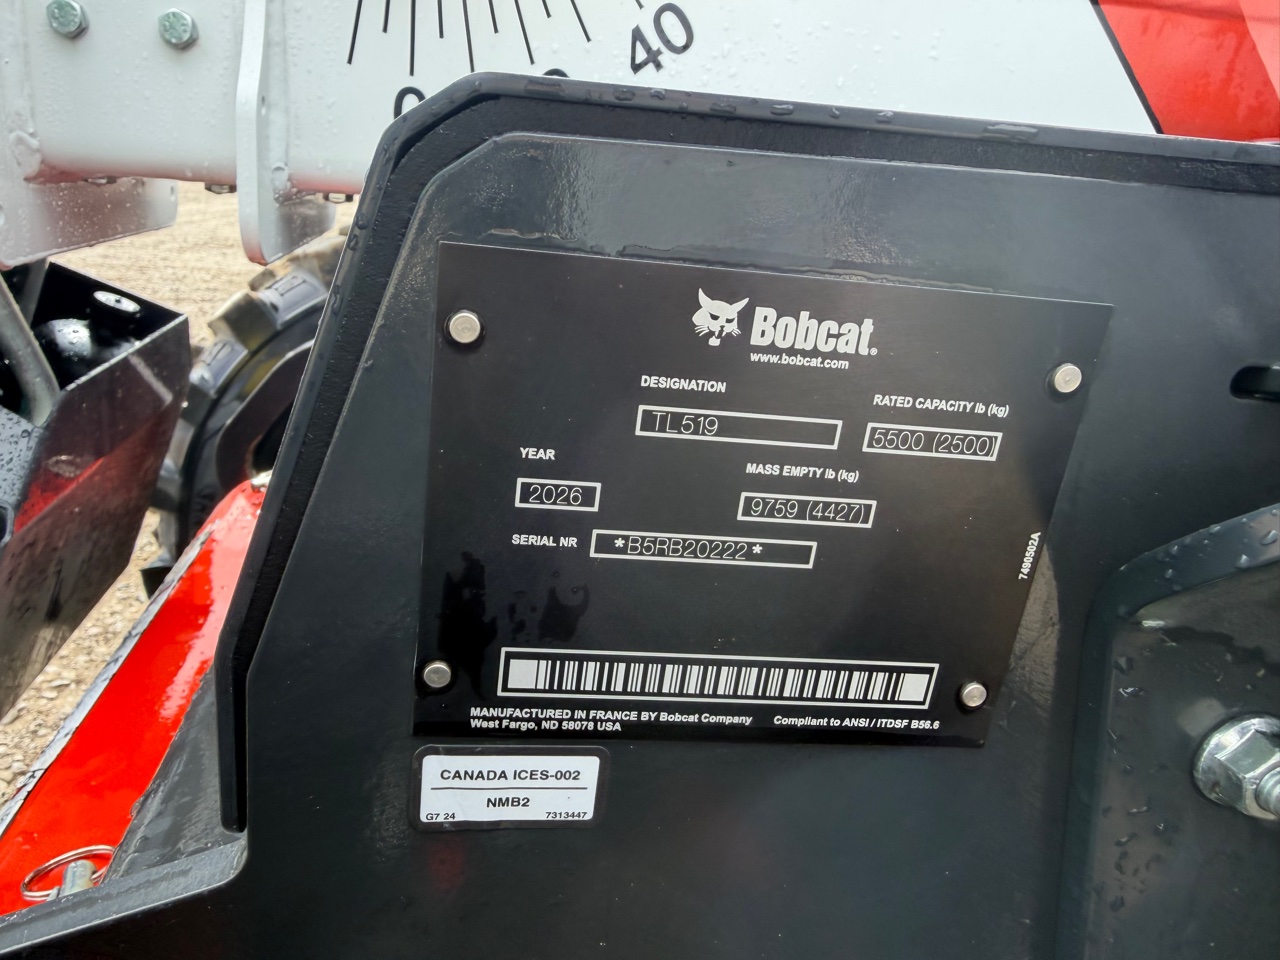 40
0
Bobcat®
www.bobcat.com
DESIGNATION
TL519
RATED CAPACITY lb (kg)
5500 (2500)
YEAR
2026
MASS EMPTY lb (kg)
9759 (4427)
SERIAL NR
*B5RB20222*
7490502A
MANUFACTURED IN FRANCE BY Bobcat Company
West Fargo, ND 58078 USA
Compliant to ANSI / ITDSF B56.6
CANADA ICES-002
NMB2
G7 24 7313447